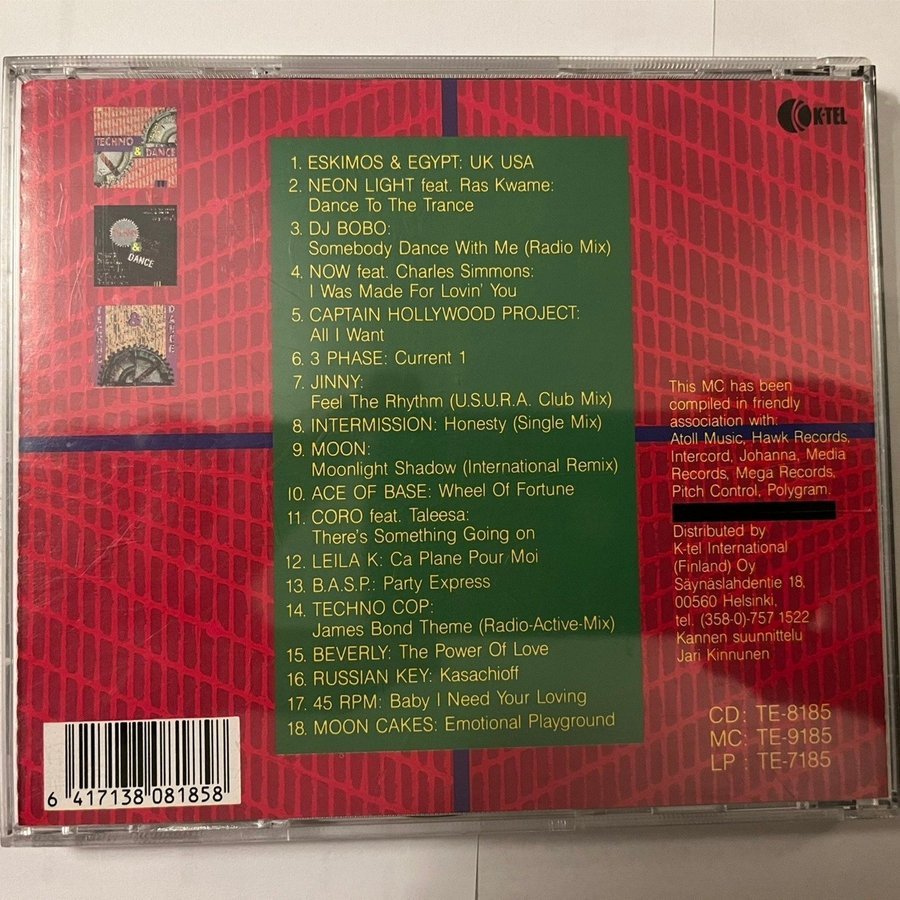 K-TEL
TECHNO
& DANCE
&
DANCE
TECHNO & DANCE
1. ESKIMOS & EGYPT: UK USA
2. NEON LIGHT feat. Ras Kwame:
Dance To The Trance
3. DJ BOBO:
Somebody Dance With Me (Radio Mix)
4. NOW feat. Charles Simmons:
I Was Made For Lovin' You
5. CAPTAIN HOLLYWOOD PROJECT:
All I Want
6. 3 PHASE: Current 1
7. JINNY:
Feel The Rhythm (U.S.U.R.A. Club Mix)
8. INTERMISSION: Honesty (Single Mix)
9. MOON:
Moonlight Shadow (International Remix)
10. ACE OF BASE: Wheel Of Fortune
11. CORO feat. Taleesa:
There's Something Going on
12. LEILA K: Ca Plane Pour Moi
13. B.A.S.P.: Party Express
14. TECHNO COP:
James Bond Theme (Radio-Active-Mix)
15. BEVERLY: The Power Of Love
16. RUSSIAN KEY: Kasachioff
17. 45 RPM: Baby I Need Your Loving
18. MOON CAKES: Emotional Playground
This MC has been
compiled in friendly
association with:
Atoll Music, Hawk Records,
Intercord, Johanna, Media
Records, Mega Records,
Pitch Control, Polygram.
Distributed by
K-tel International
(Finland) Oy
Säynäslahdentie 18,
00560 Helsinki,
tel. (358-0)-757 1522
Kannen suunnittelu
Jari Kinnunen
CD: TE-8185
MC: TE-9185
LP : TE-7185
6 417138 081858